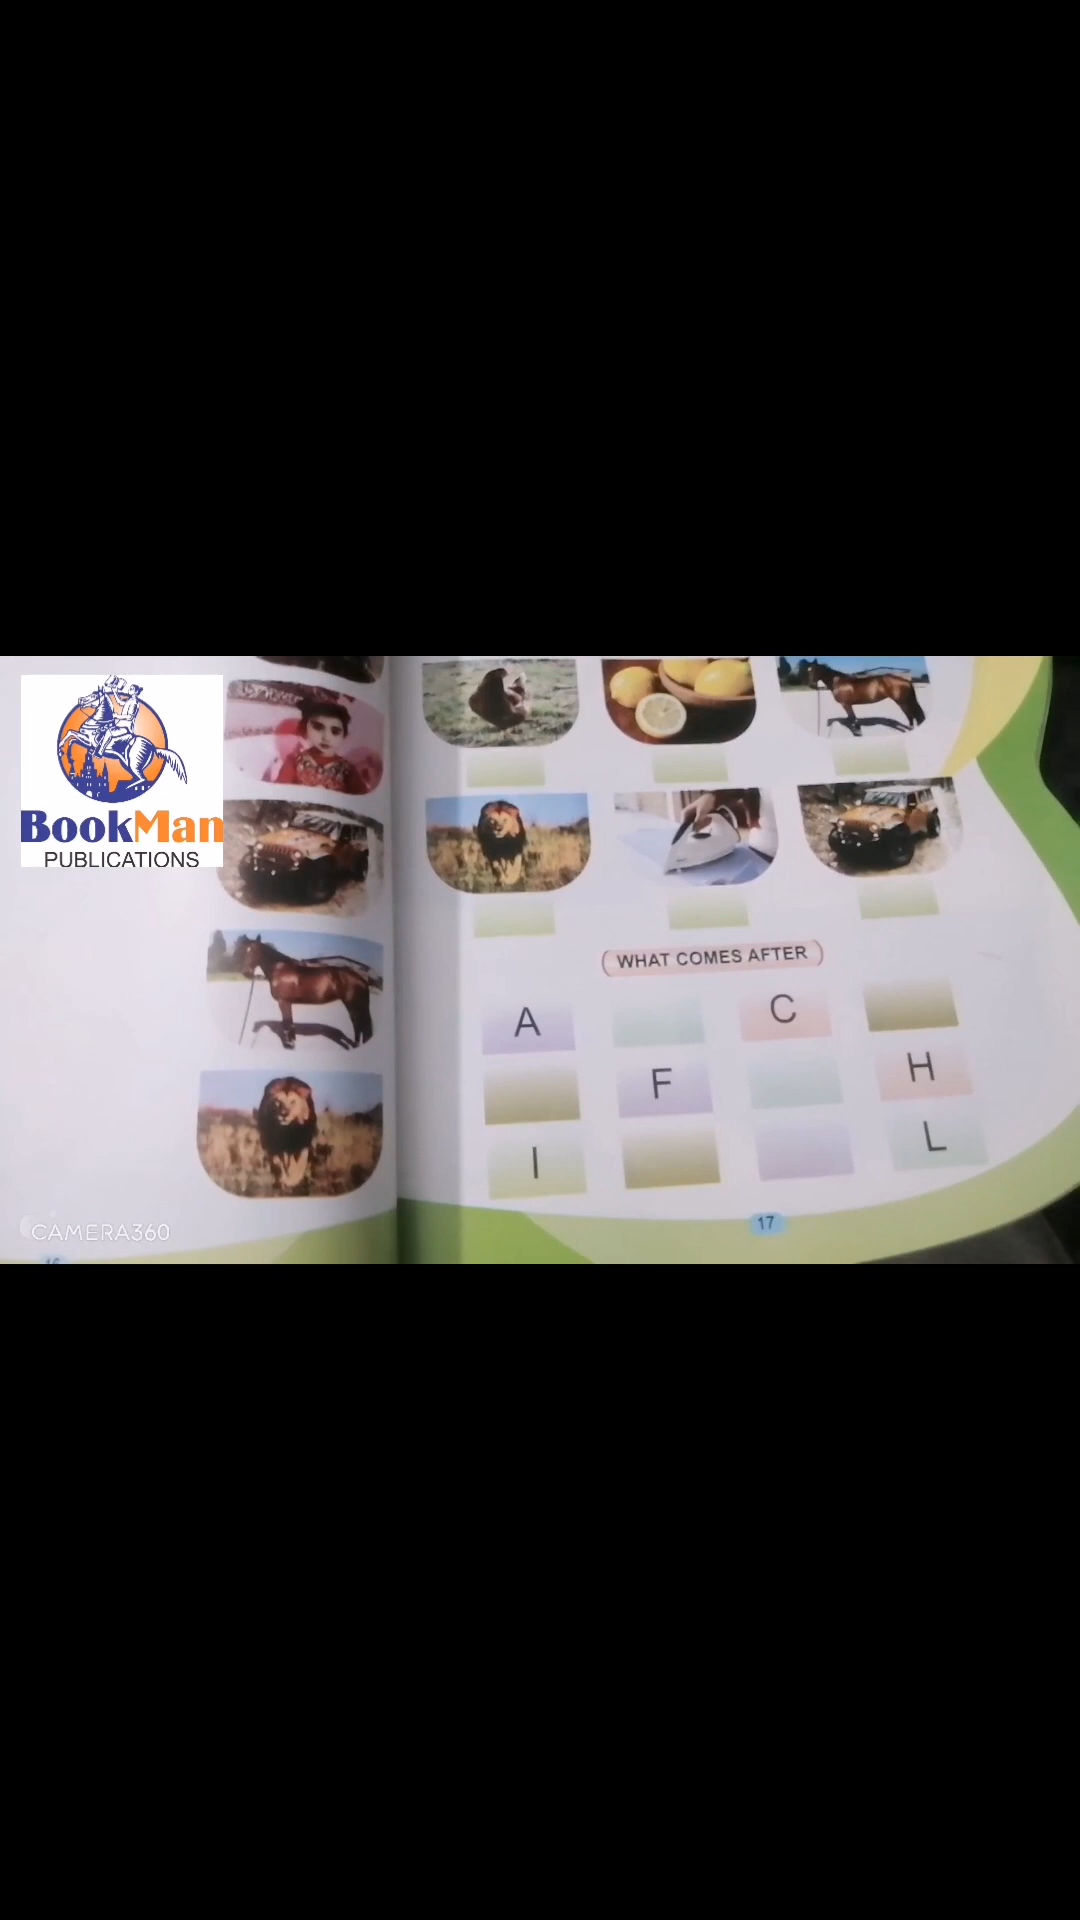 BookMan
PUBLICATIONS
WHAT COMES AFTER
A C
F H
I L
CAMERA360
17